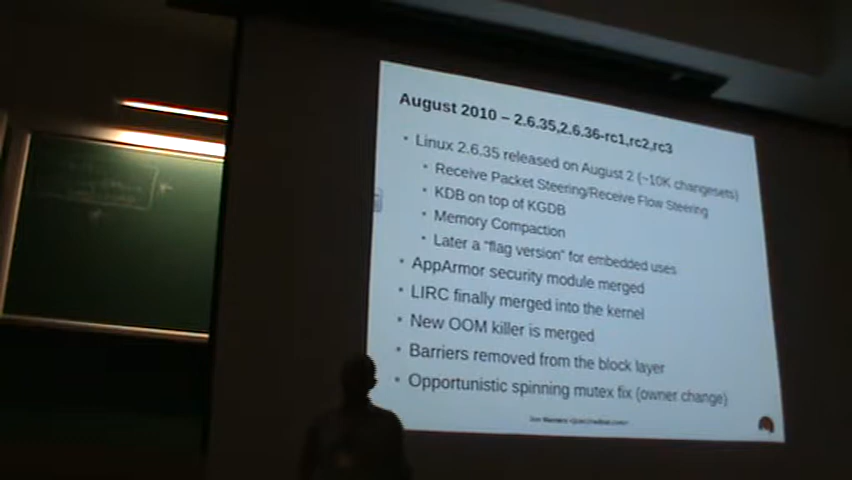 August 2010 – 2.6.35,2.6.36-rc1,rc2,rc3
• Linux 2.6.35 released on August 2 (~10K changesets)
• Receive Packet Steering/Receive Flow Steering
• KDB on top of KGDB
• Memory Compaction
• Later a "flag version" for embedded uses
• AppArmor security module merged
• LIRC finally merged into the kernel
• New OOM killer is merged
• Barriers removed from the block layer
• Opportunistic spinning mutex fix (owner change)